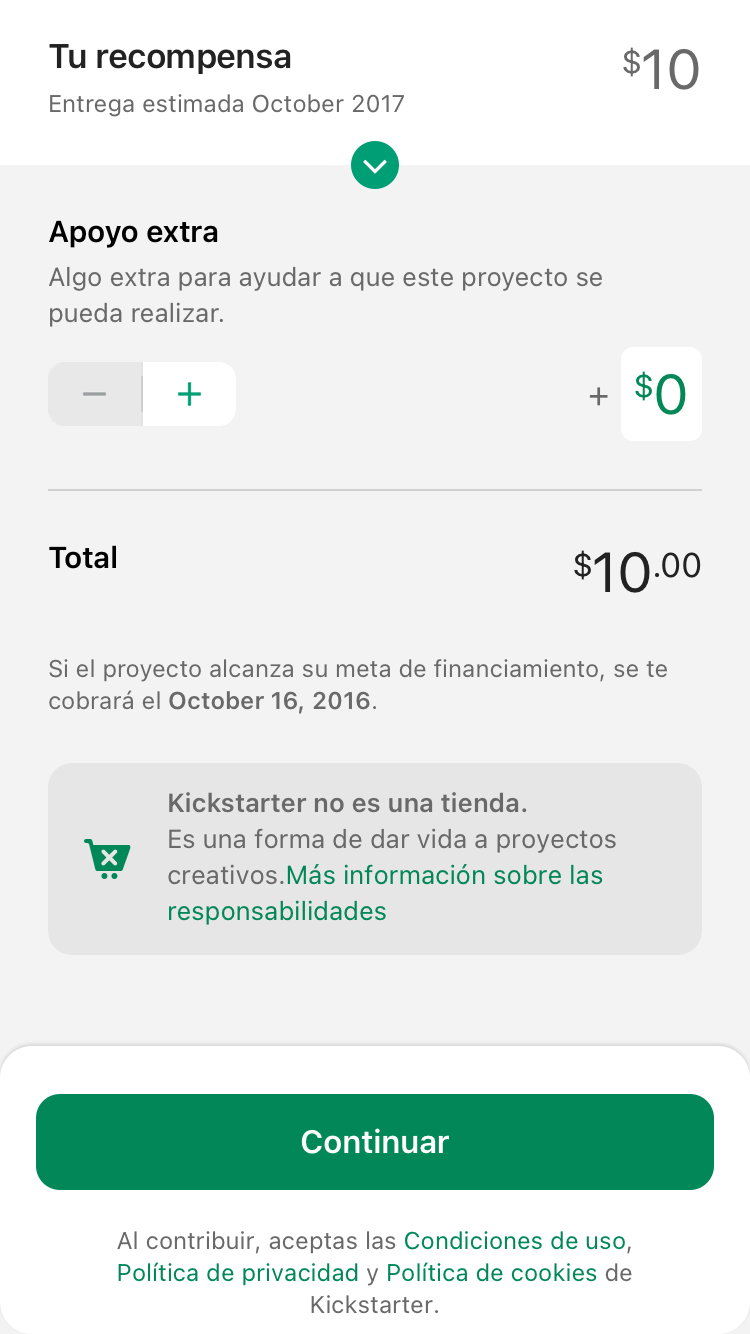 Tu recompensa
$10
Entrega estimada October 2017
Apoyo extra
Algo extra para ayudar a que este proyecto se
pueda realizar.
− + + $0
Total
$10.00
Si el proyecto alcanza su meta de financiamiento, se te
cobrará el October 16, 2016.
Kickstarter no es una tienda.
Es una forma de dar vida a proyectos
creativos.Más información sobre las
responsabilidades
Continuar
Al contribuir, aceptas las Condiciones de uso,
Política de privacidad y Política de cookies de
Kickstarter.